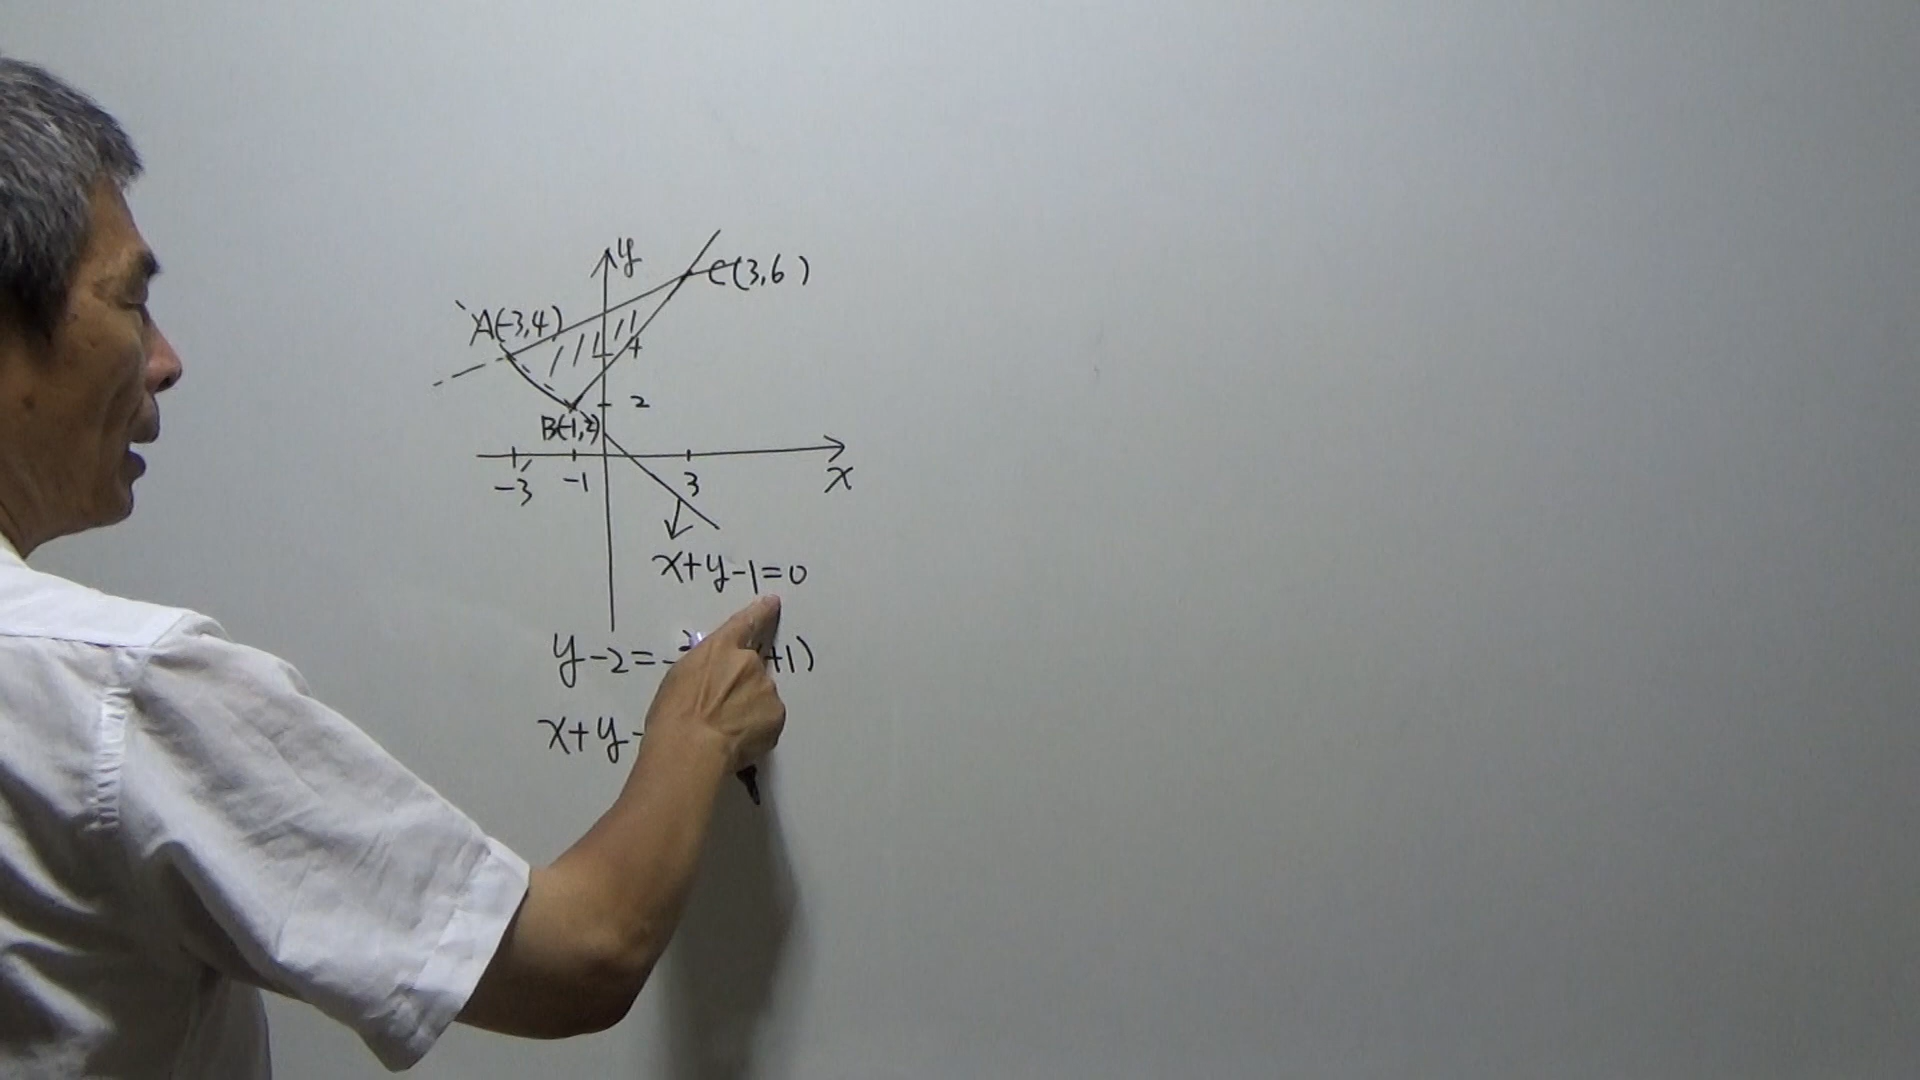 y
C(3,6)
A(-3,4)
4
2
B(-1,2)
-3 -1 3 x
x+y-1=0
y-2= +1)
x+y-